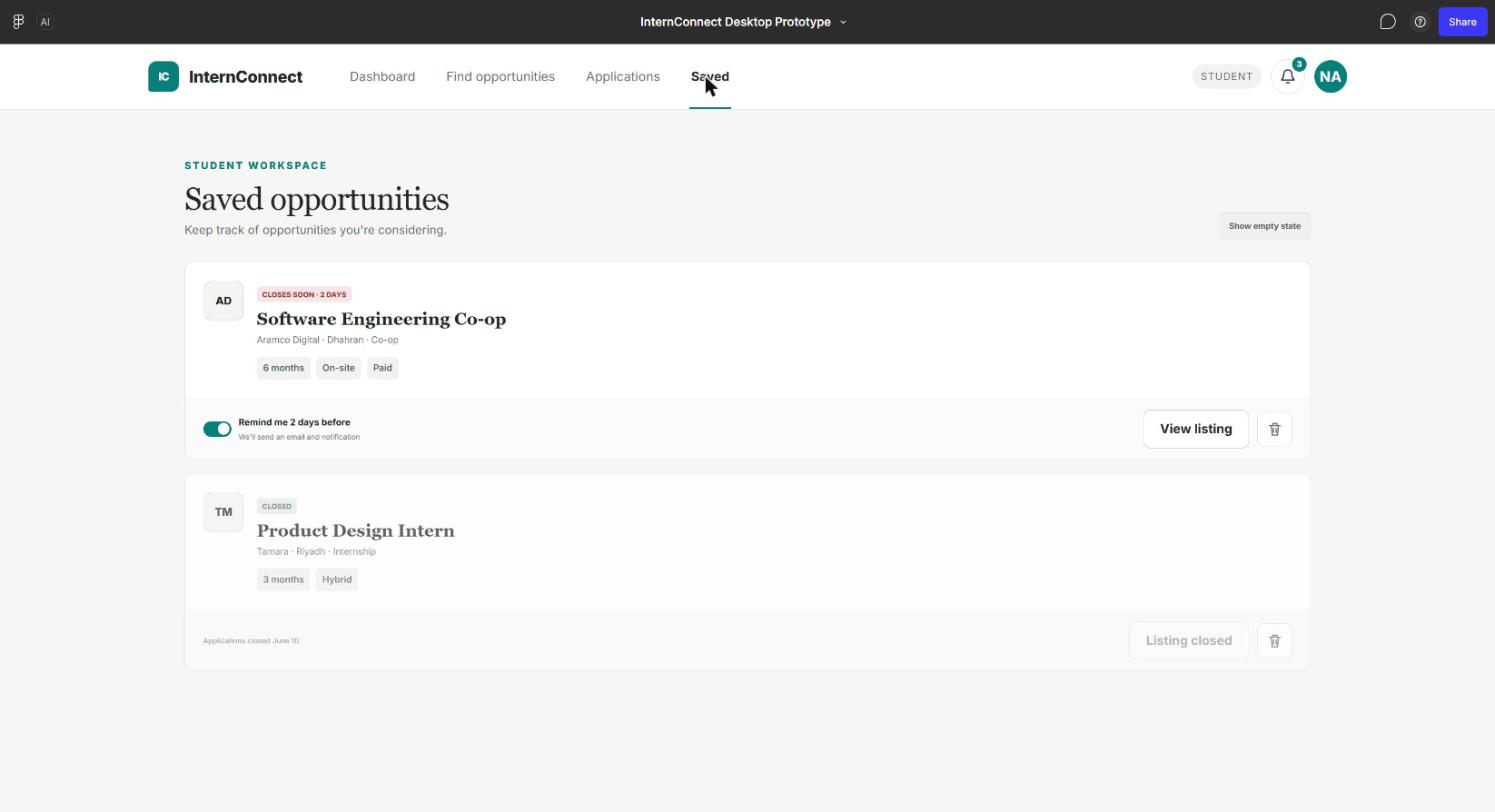 AI
InternConnect Desktop Prototype
Share
IC InternConnect
Dashboard
Find opportunities
Applications
Saved
STUDENT
3
NA
STUDENT WORKSPACE
Saved opportunities
Keep track of opportunities you're considering.
Show empty state
AD
CLOSES SOON · 2 DAYS
Software Engineering Co-op
Aramco Digital · Dhahran · Co-op
6 months
On-site
Paid
Remind me 2 days before
We'll send an email and notification
View listing
TM
CLOSED
Product Design Intern
Tamara · Riyadh · Internship
3 months
Hybrid
Applications closed June 10
Listing closed